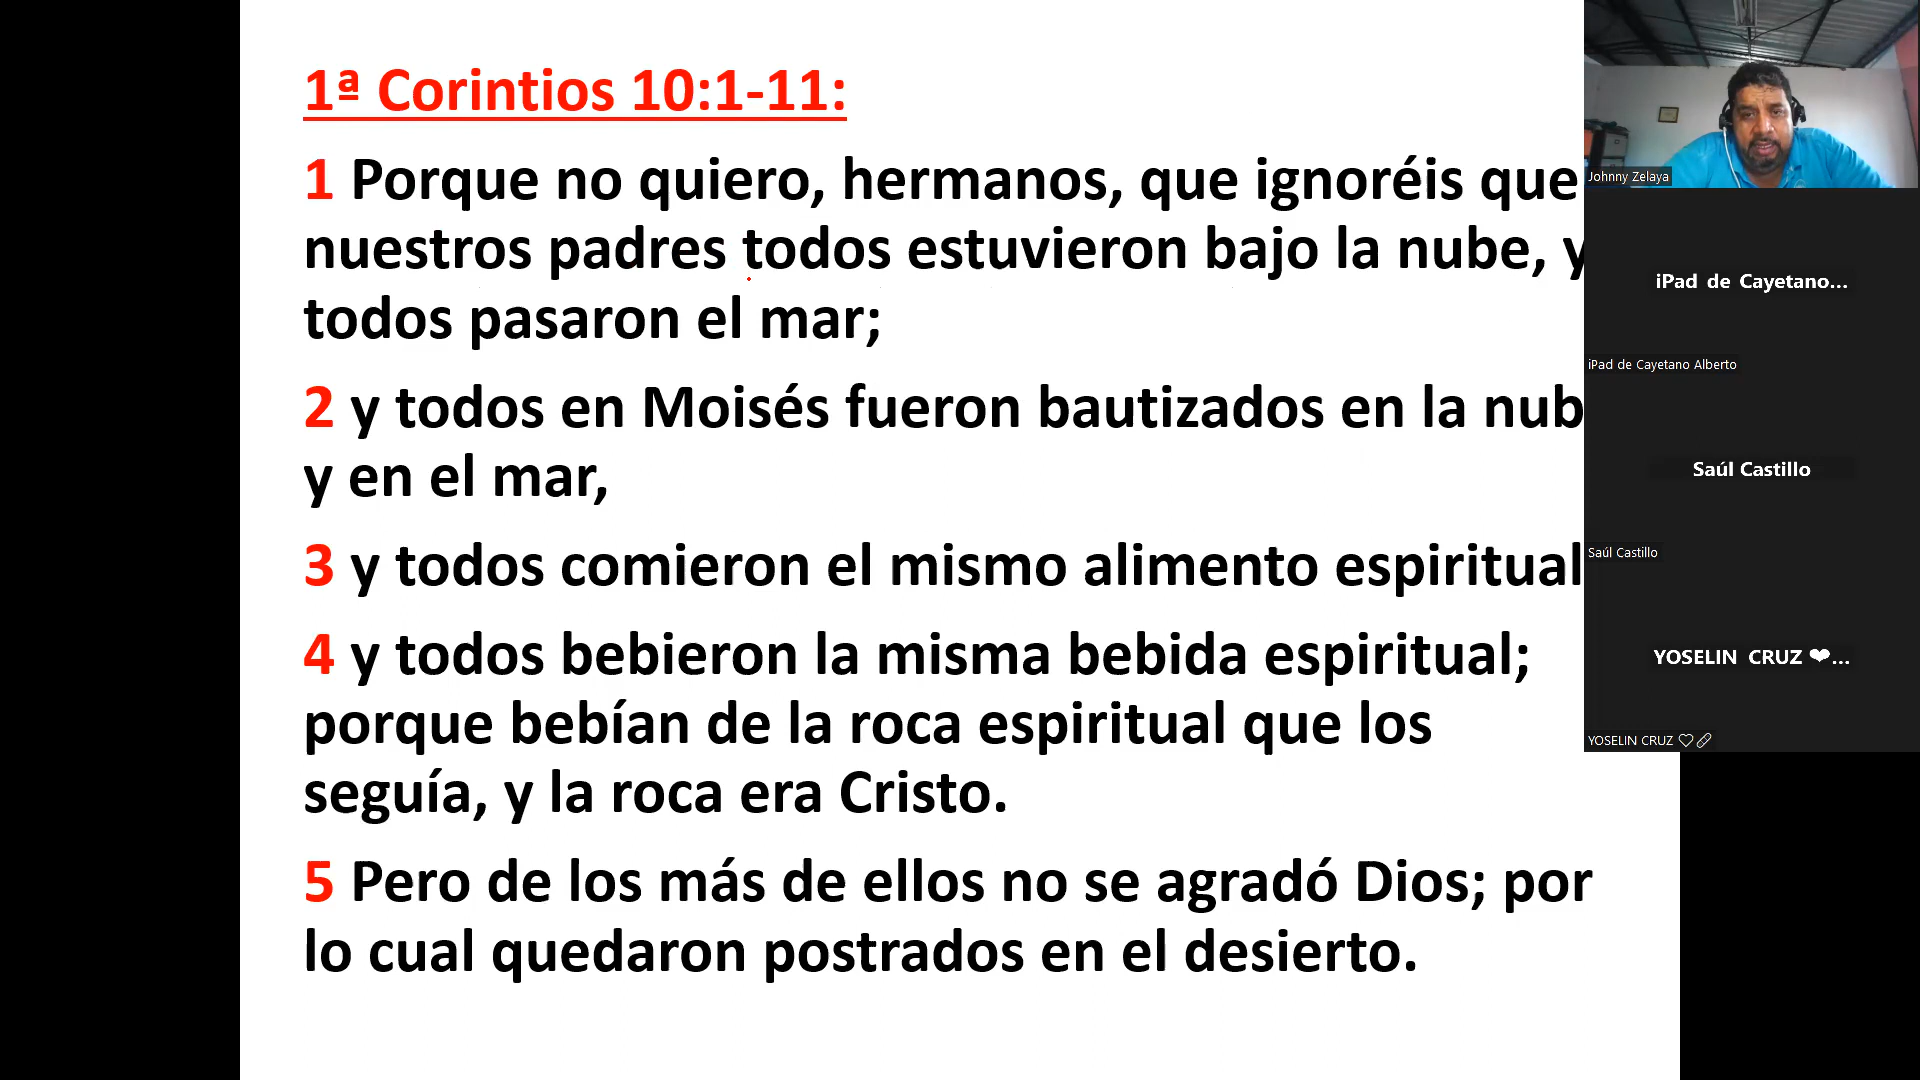 1ª Corintios 10:1-11:
1 Porque no quiero, hermanos, que ignoréis que
nuestros padres todos estuvieron bajo la nube, y
todos pasaron el mar;
2 y todos en Moisés fueron bautizados en la nub
y en el mar,
3 y todos comieron el mismo alimento espiritual
4 y todos bebieron la misma bebida espiritual;
porque bebían de la roca espiritual que los
seguía, y la roca era Cristo.
5 Pero de los más de ellos no se agradó Dios; por
lo cual quedaron postrados en el desierto.
Johnny Zelaya
iPad de Cayetano...
iPad de Cayetano Alberto
Saúl Castillo
Saúl Castillo
YOSELIN CRUZ ❤...
YOSELIN CRUZ ♡🩹